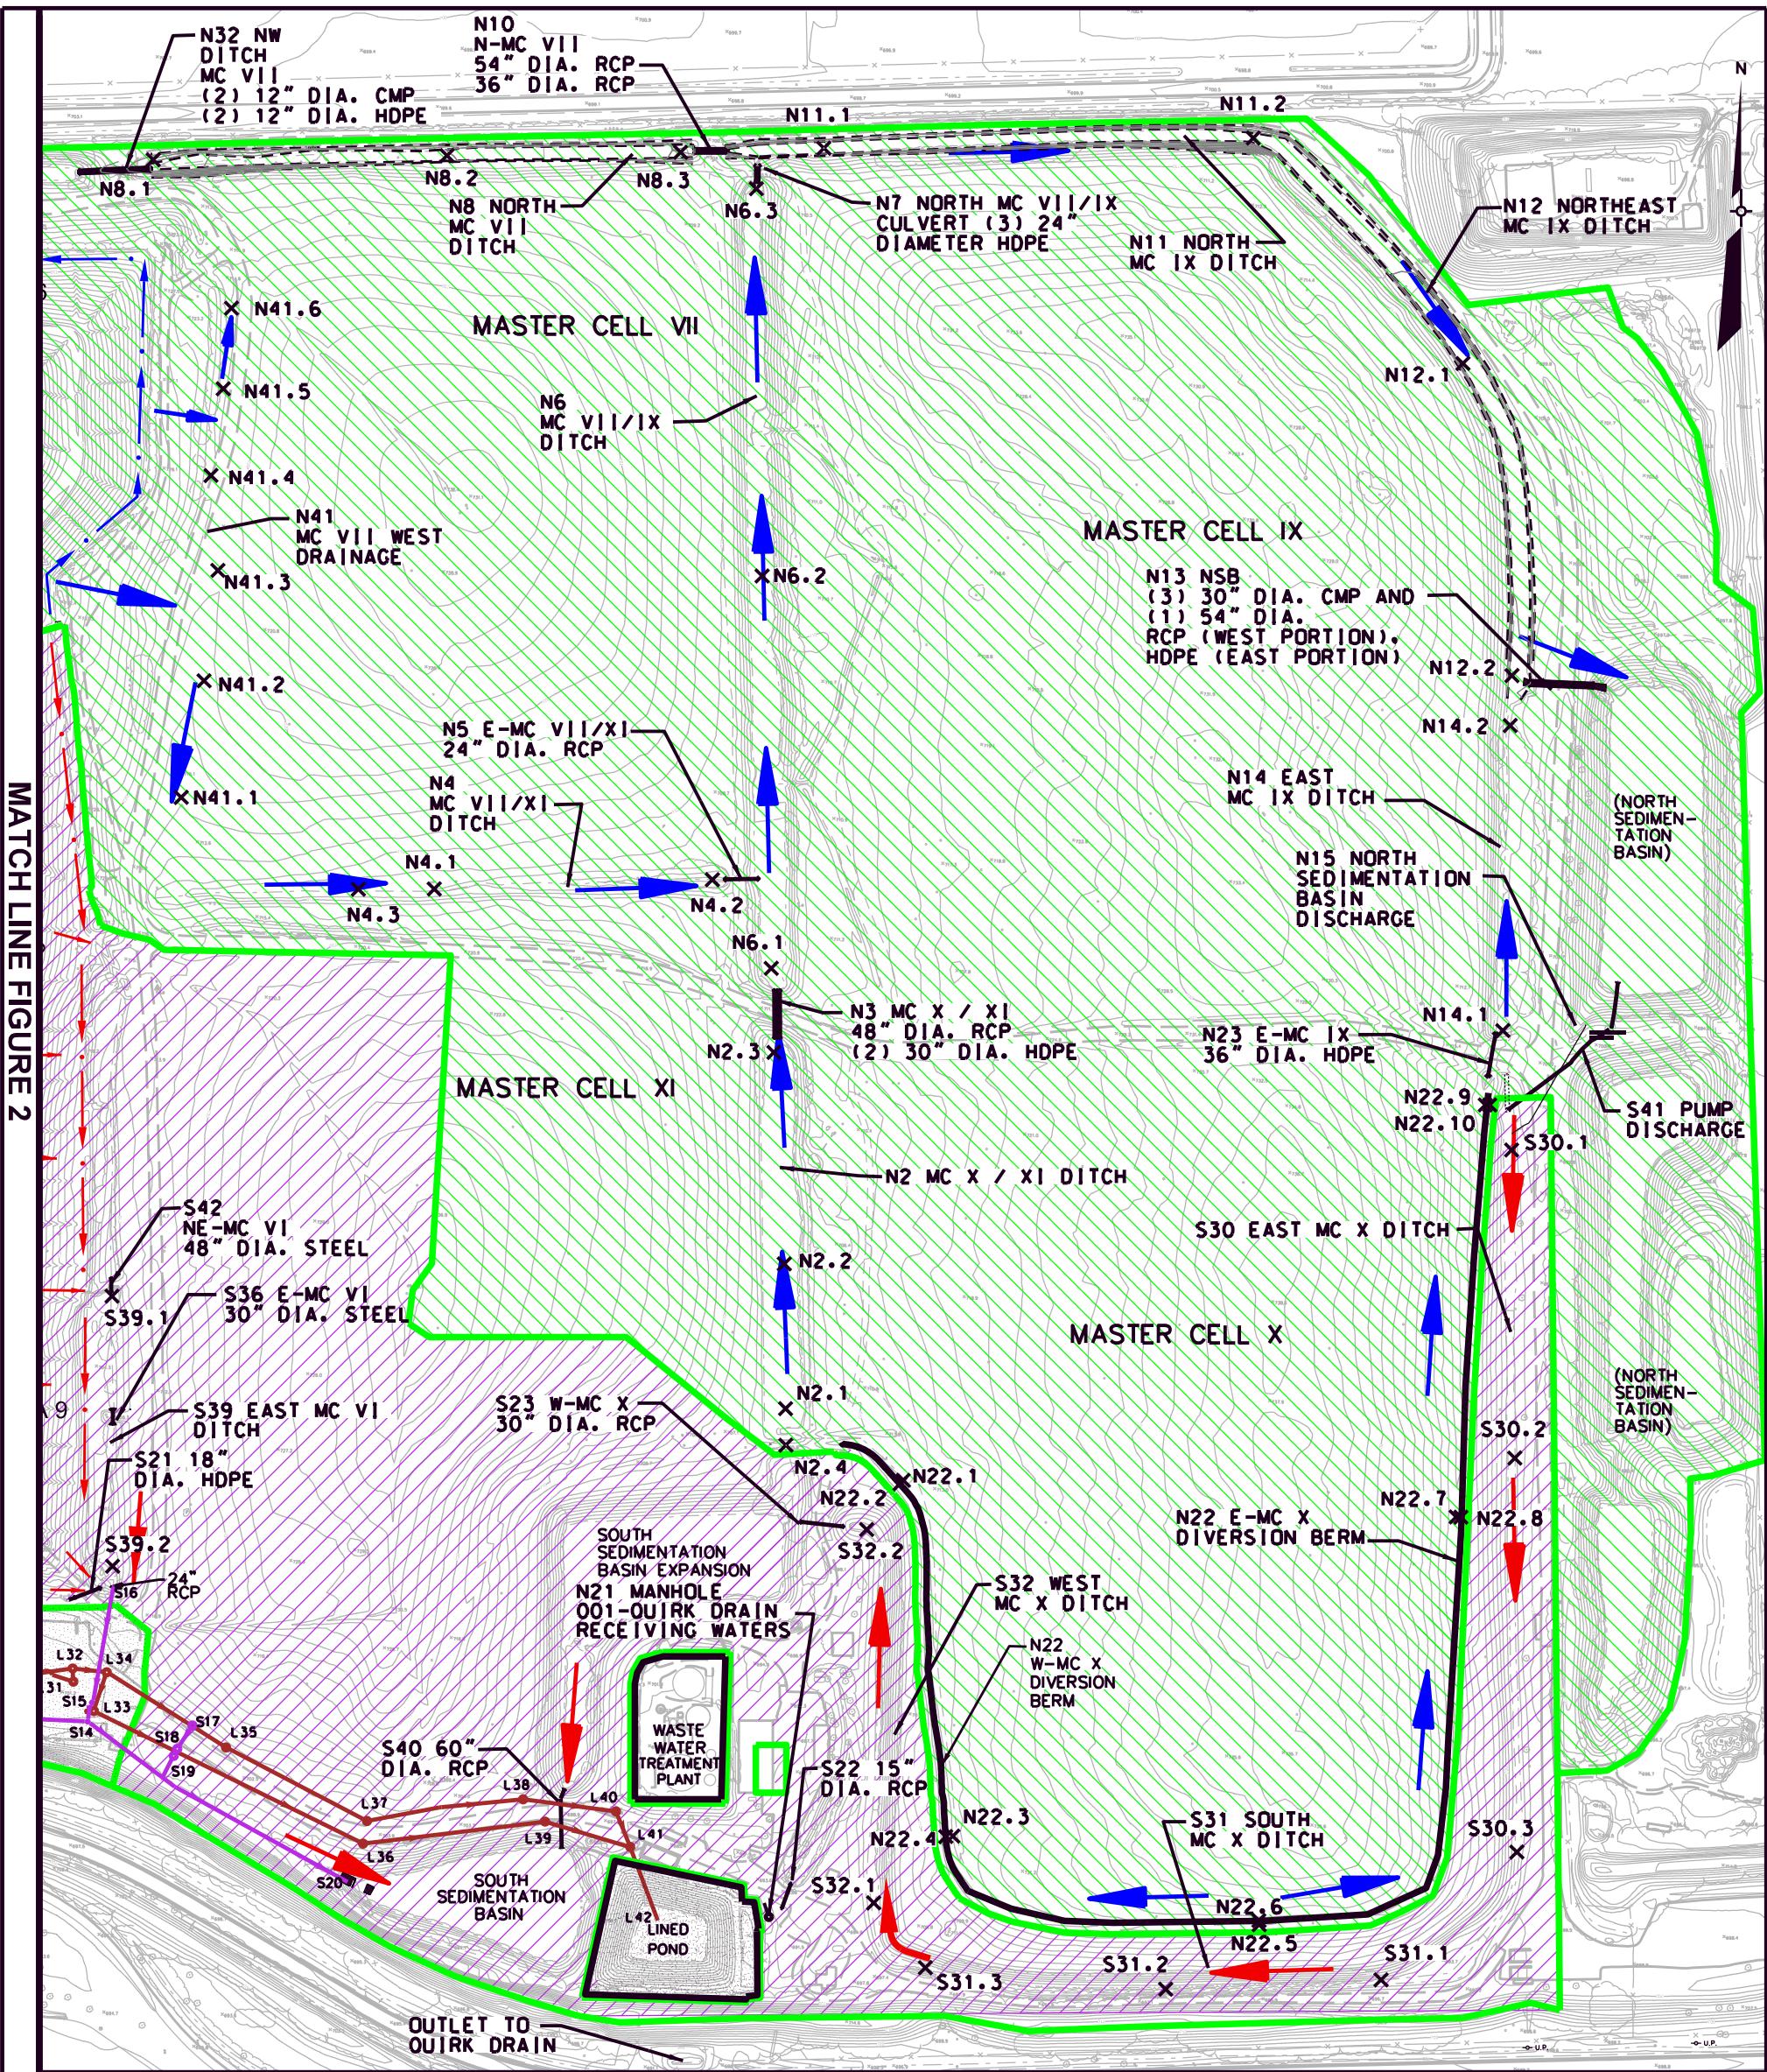 N32 NW
DITCH
MC VII
(2) 12" DIA. CMP
(2) 12" DIA. HDPE
N10
N-MC VII
54" DIA. RCP
36" DIA. RCP
N11.1
N11.2
N
N8.1
N8.2
N8.3
N6.3
N8 NORTH
MC VII
DITCH
N7 NORTH MC VII/IX
CULVERT (3) 24"
DIAMETER HDPE
N11 NORTH
MC IX DITCH
N12 NORTHEAST
MC IX DITCH
N41.6
MASTER CELL VII
N41.5
N12.1
N6
MC VII/IX
DITCH
N41.4
N41
MC VII WEST
DRAINAGE
N41.3
MASTER CELL IX
N6.2
N13 NSB
(3) 30" DIA. CMP AND
(1) 54" DIA.
RCP (WEST PORTION),
HDPE (EAST PORTION)
N12.2
N41.2
N14.2
N5 E-MC VII/XI
24" DIA. RCP
N41.1
N4
MC VII/XI
DITCH
N14 EAST
MC IX DITCH
(NORTH
SEDIMEN-
TATION
BASIN)
MATCH LINE FIGURE 2
N4.1
N4.3
N4.2
N15 NORTH
SEDIMENTATION
BASIN
DISCHARGE
N6.1
N3 MC X / XI
48" DIA. RCP
(2) 30" DIA. HDPE
N14.1
N23 E-MC IX
36" DIA. HDPE
N2.3
MASTER CELL XI
N22.9
N22.10
S41 PUMP
DISCHARGE
S30.1
N2 MC X / XI DITCH
S42
NE-MC VI
48" DIA. STEEL
S30 EAST MC X DITCH
N2.2
S39.1
S36 E-MC VI
30" DIA. STEEL
MASTER CELL X
N2.1
(NORTH
SEDIMEN-
TATION
BASIN)
S39 EAST MC VI
DITCH
S23 W-MC X
30" DIA. RCP
S30.2
S21 18"
DIA. HDPE
N2.4
N22.1
N22.2
N22.7
N22.8
N22 E-MC X
DIVERSION BERM
S39.2
S32.2
SOUTH
SEDIMENTATION
BASIN EXPANSION
S16
24"
RCP
N21 MANHOLE
001-QUIRK DRAIN
RECEIVING WATERS
S32 WEST
MC X DITCH
N22
W-MC X
DIVERSION
BERM
L32
L34
L31
S15
L33
S14
S17
S18
L35
S19
S40 60"
DIA. RCP
WASTE
WATER
TREATMENT
PLANT
S22 15"
DIA. RCP
L37
L38
L40
L36
L39
L41
N22.3
N22.4
S31 SOUTH
MC X DITCH
S30.3
S20
SOUTH
SEDIMENTATION
BASIN
L42
LINED
POND
S32.1
N22.6
N22.5
S31.3
S31.2
S31.1
OUTLET TO
QUIRK DRAIN
U.P.
U.P.